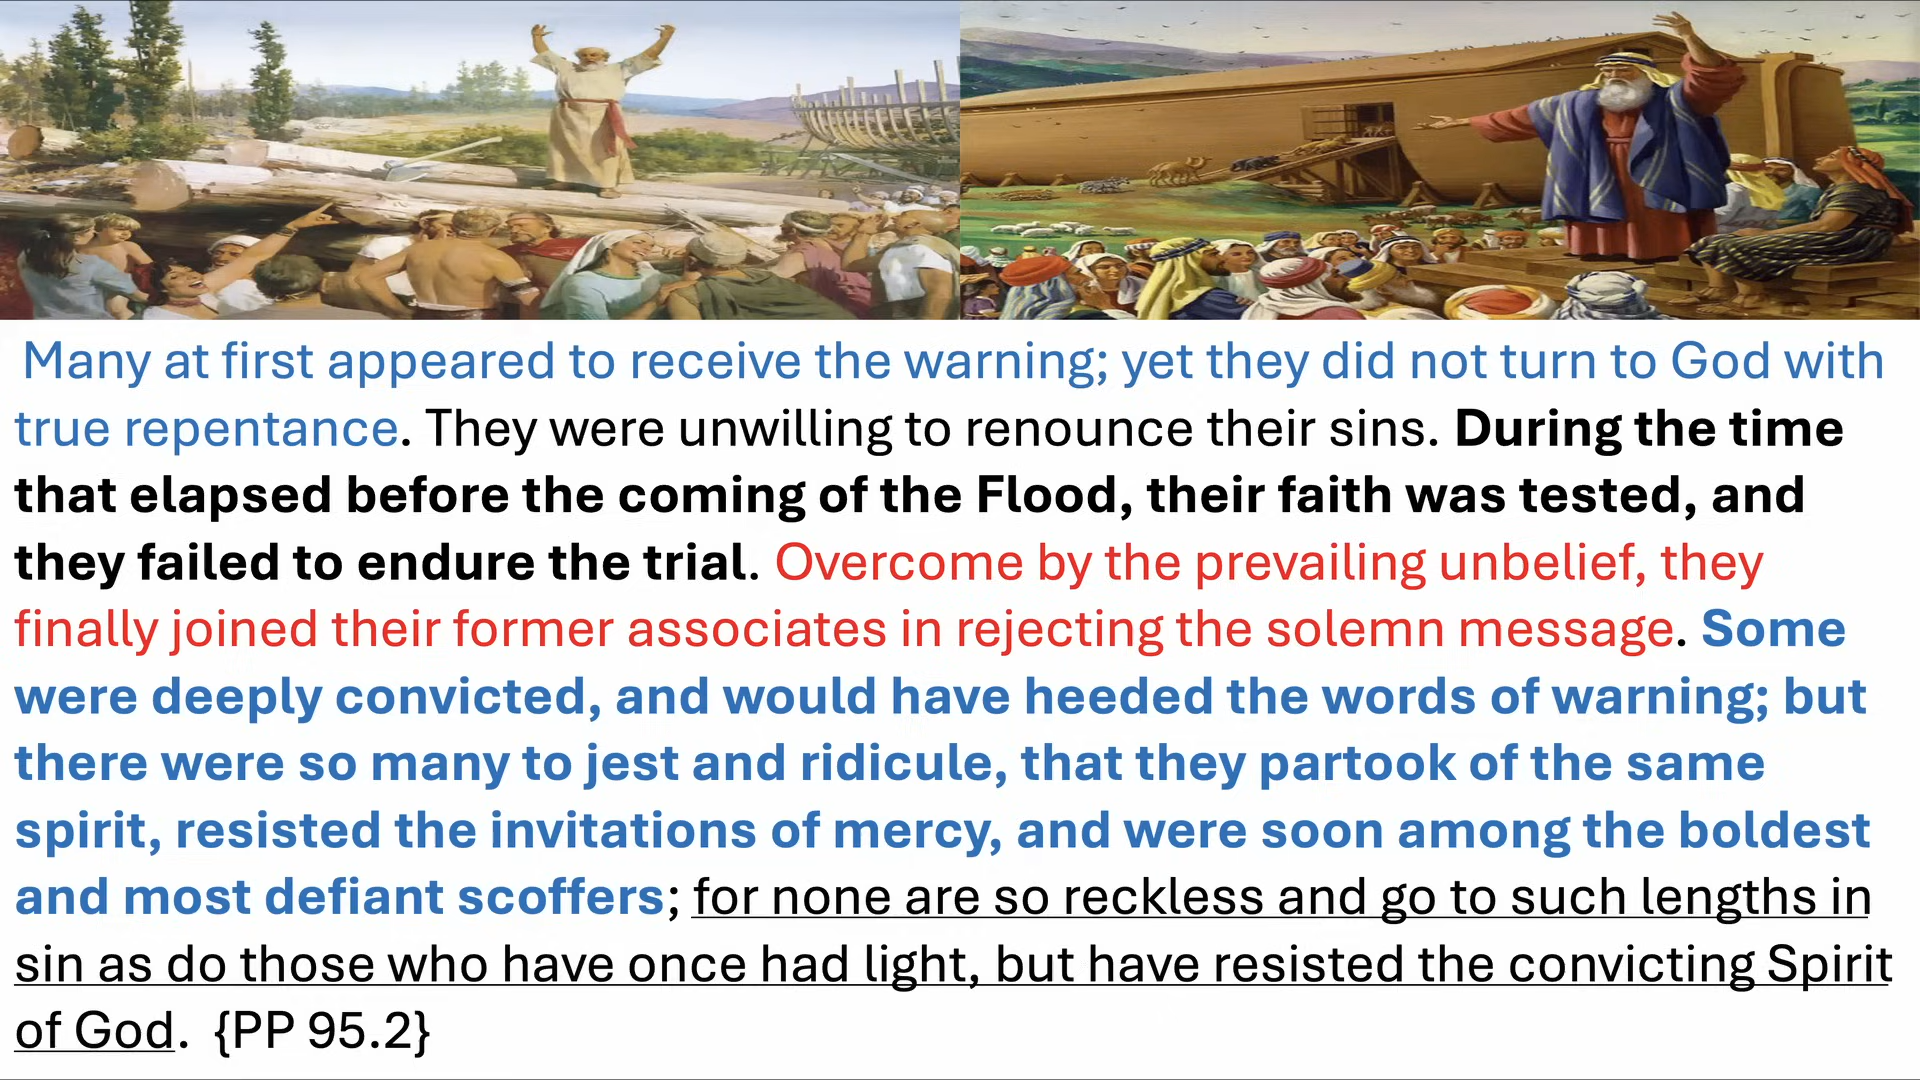 Many at first appeared to receive the warning; yet they did not turn to God with
true repentance. They were unwilling to renounce their sins. During the time
that elapsed before the coming of the Flood, their faith was tested, and
they failed to endure the trial. Overcome by the prevailing unbelief, they
finally joined their former associates in rejecting the solemn message. Some
were deeply convicted, and would have heeded the words of warning; but
there were so many to jest and ridicule, that they partook of the same
spirit, resisted the invitations of mercy, and were soon among the boldest
and most defiant scoffers; for none are so reckless and go to such lengths in
sin as do those who have once had light, but have resisted the convicting Spirit
of God. {PP 95.2}